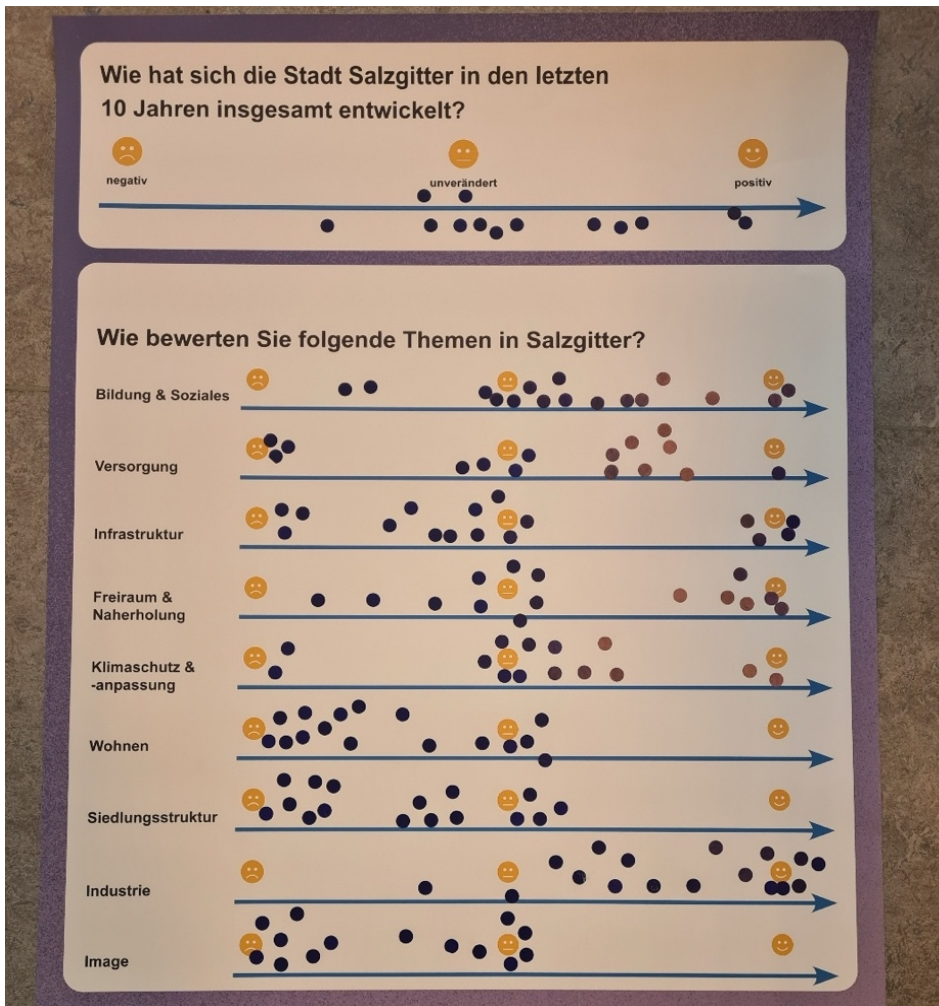 Wie hat sich die Stadt Salzgitter in den letzten
10 Jahren insgesamt entwickelt?
negativ
unverändert
positiv
Wie bewerten Sie folgende Themen in Salzgitter?
Bildung & Soziales
Versorgung
Infrastruktur
Freiraum &
Naherholung
Klimaschutz &
-anpassung
Wohnen
Siedlungsstruktur
Industrie
Image